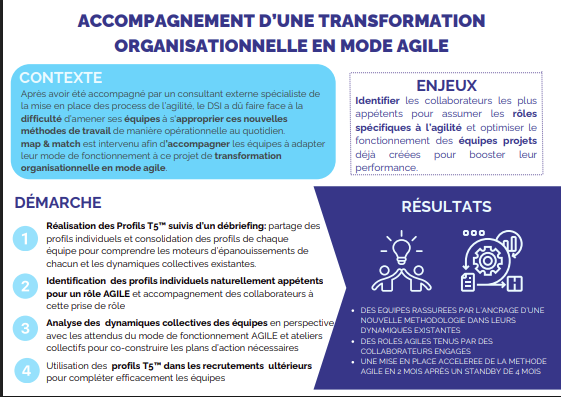 ACCOMPAGNEMENT D'UNE TRANSFORMATION
ORGANISATIONNELLE EN MODE AGILE
CONTEXTE
Après avoir été accompagné par un consultant externe spécialiste de
la mise en place des process de l'agilité, le DSI a dû faire face à la
difficulté d'amener ses équipes à s'approprier ces nouvelles
méthodes de travail de manière opérationnelle au quotidien.
map & match est intervenu afin d'accompagner les équipes à adapter
leur mode de fonctionnement à ce projet de transformation
organisationnelle en mode agile.
ENJEUX
Identifier les collaborateurs les plus
appétents pour assumer les rôles
spécifiques à l'agilité et optimiser le
fonctionnement des équipes projets
déjà créées pour booster leur
performance.
DÉMARCHE
1
Réalisation des Profils T5™ suivis d'un débriefing: partage des
profils individuels et consolidation des profils de chaque
équipe pour comprendre les moteurs d'épanouissements de
chacun et les dynamiques collectives existantes.
2
Identification des profils individuels naturellement appétents
pour un rôle AGILE et accompagnement des collaborateurs à
cette prise de rôle
3
Analyse des dynamiques collectives des équipes en perspective
avec les attendus du mode de fonctionnement AGILE et ateliers
collectifs pour co-construire les plans d'action nécessaires
4
Utilisation des profils T5™ dans les recrutements ultérieurs
pour compléter efficacement les équipes
RÉSULTATS
• DES EQUIPES RASSUREES PAR L'ANCRAGE D'UNE
NOUVELLE METHODOLOGIE DANS LEURS
DYNAMIQUES EXISTANTES
• DES ROLES AGILES TENUS PAR DES
COLLABORATEURS ENGAGES
• UNE MISE EN PLACE ACCELEREE DE LA METHODE
AGILE EN 2 MOIS APRÈS UN STANDBY DE 4 MOIS